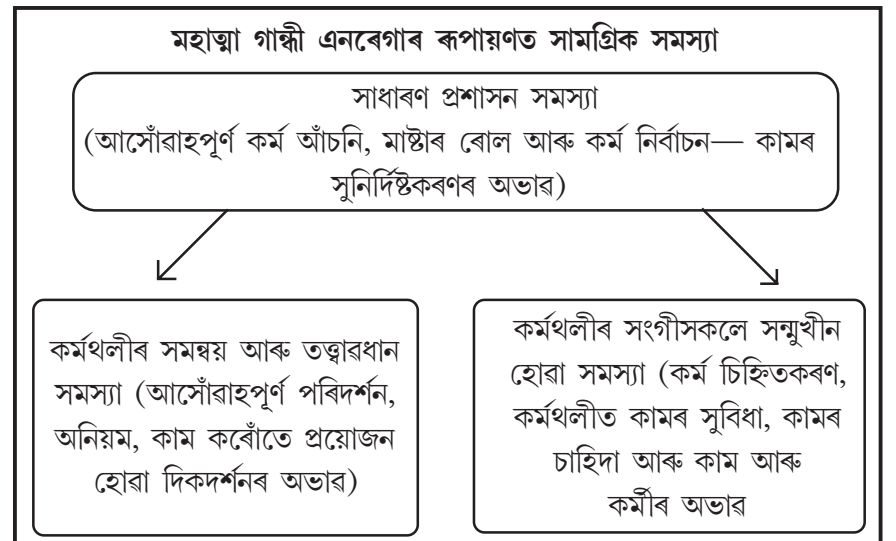 মহাত্মা গান্ধী এনৰেগাৰ ৰূপায়ণত সামগ্ৰিক সমস্যা
সাধাৰণ প্ৰশাসন সমস্যা
(আসোঁৱাহপূৰ্ণ কৰ্ম আঁচনি, মাষ্টাৰ ৰোল আৰু কৰ্ম নিৰ্বাচন— কামৰ
সুনিৰ্দিষ্টকৰণৰ অভাৱ)
কৰ্মথলীৰ সমন্বয় আৰু তত্ত্বাৱধান
সমস্যা (আসোঁৱাহপূৰ্ণ পৰিদৰ্শন,
অনিয়ম, কাম কৰোঁতে প্ৰয়োজন
হোৱা দিকদৰ্শনৰ অভাৱ)
কৰ্মথলীৰ সংগীসকলে সন্মুখীন
হোৱা সমস্যা (কৰ্ম চিহ্নিতকৰণ,
কৰ্মথলীত কামৰ সুবিধা, কামৰ
চাহিদা আৰু কাম আৰু
কৰ্মীৰ অভাৱ